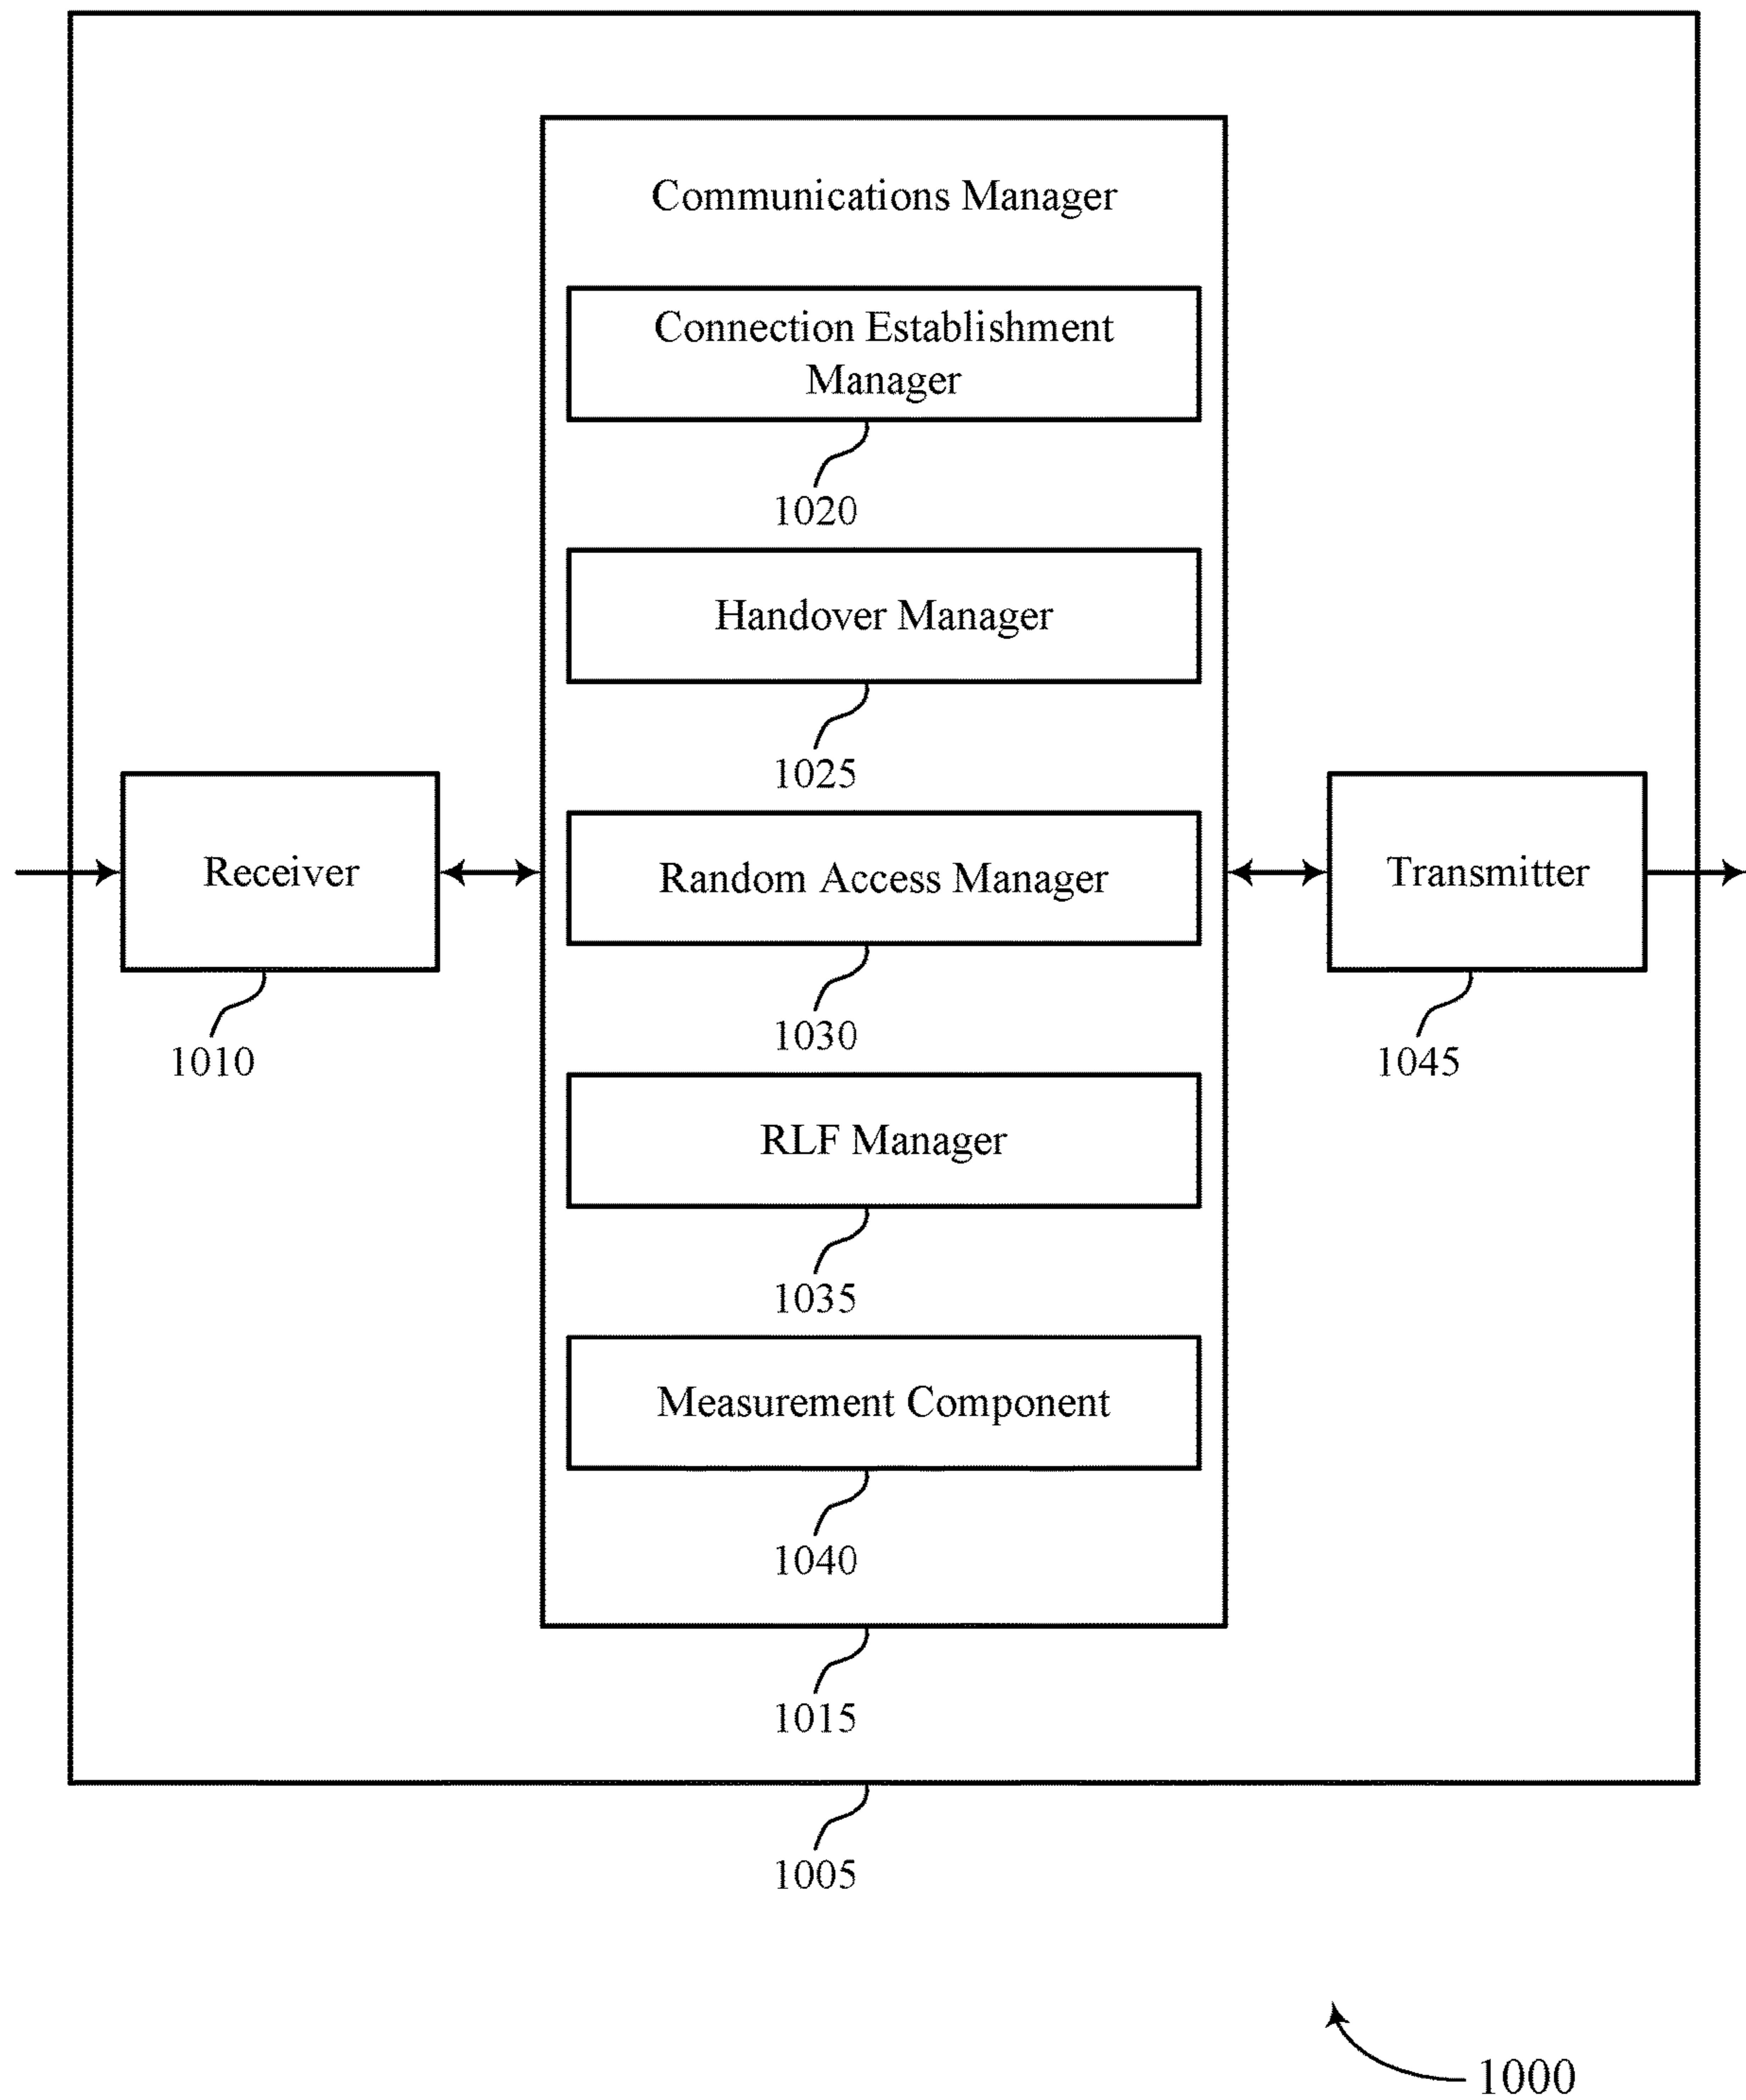 Communications Manager
Connection Establishment
Manager
1020
Handover Manager
1025
Receiver
1010
Random Access Manager
1030
Transmitter
1045
RLF Manager
1035
Measurement Component
1040
1015
1005
1000